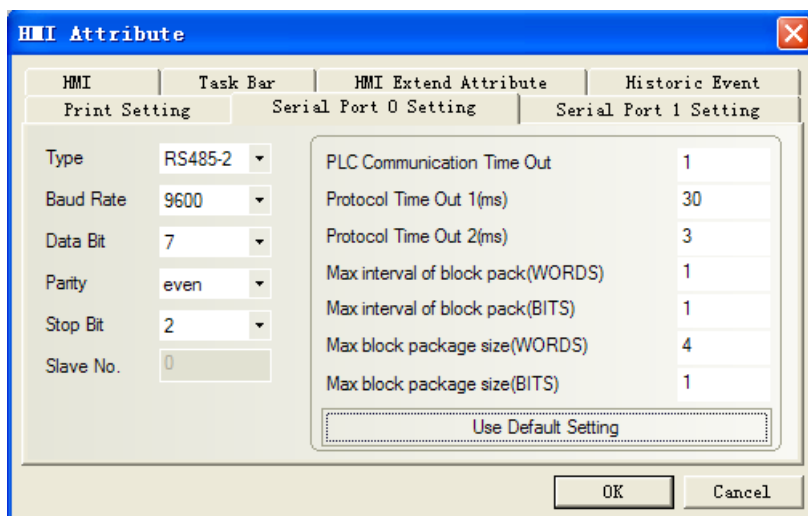 HMI Attribute
HMI
Task Bar
HMI Extend Attribute
Historic Event
Print Setting
Serial Port 0 Setting
Serial Port 1 Setting
Type
RS485-2
Baud Rate
9600
Data Bit
7
Parity
even
Stop Bit
2
Slave No.
0
PLC Communication Time Out
1
Protocol Time Out 1(ms)
30
Protocol Time Out 2(ms)
3
Max interval of block pack(WORDS)
1
Max interval of block pack(BITS)
1
Max block package size(WORDS)
4
Max block package size(BITS)
1
Use Default Setting
OK
Cancel